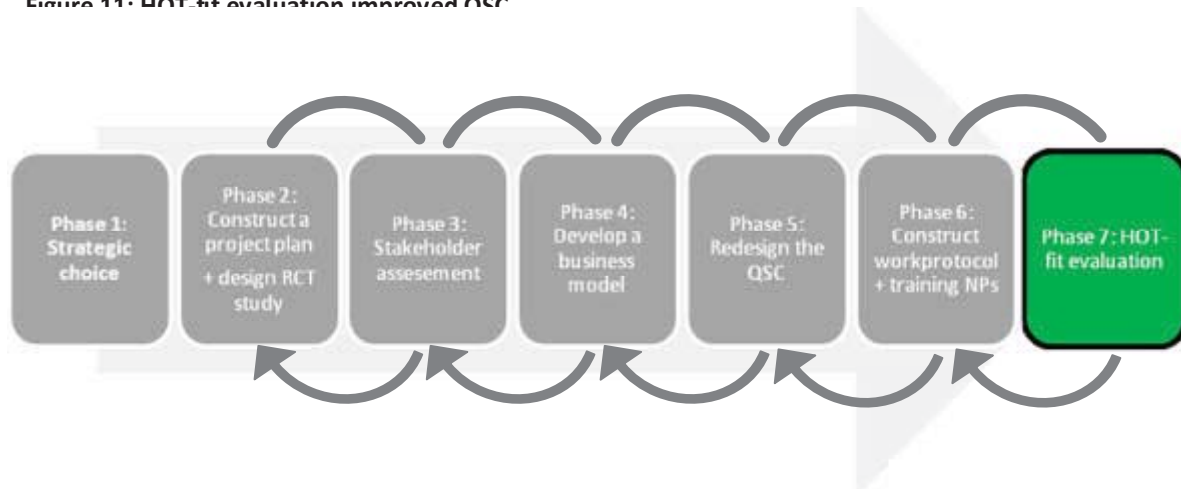 Figure 11: HOT-fit evaluation improved QSC
Phase 1:
Strategic
choice
Phase 2:
Construct a
project plan
+ design RCT
study
Phase 3:
Stakeholder
assesement
Phase 4:
Develop a
business
model
Phase 5:
Redesign the
QSC
Phase 6:
Construct
workprotocol
+ training NPs
Phase 7: HOT-
fit evaluation